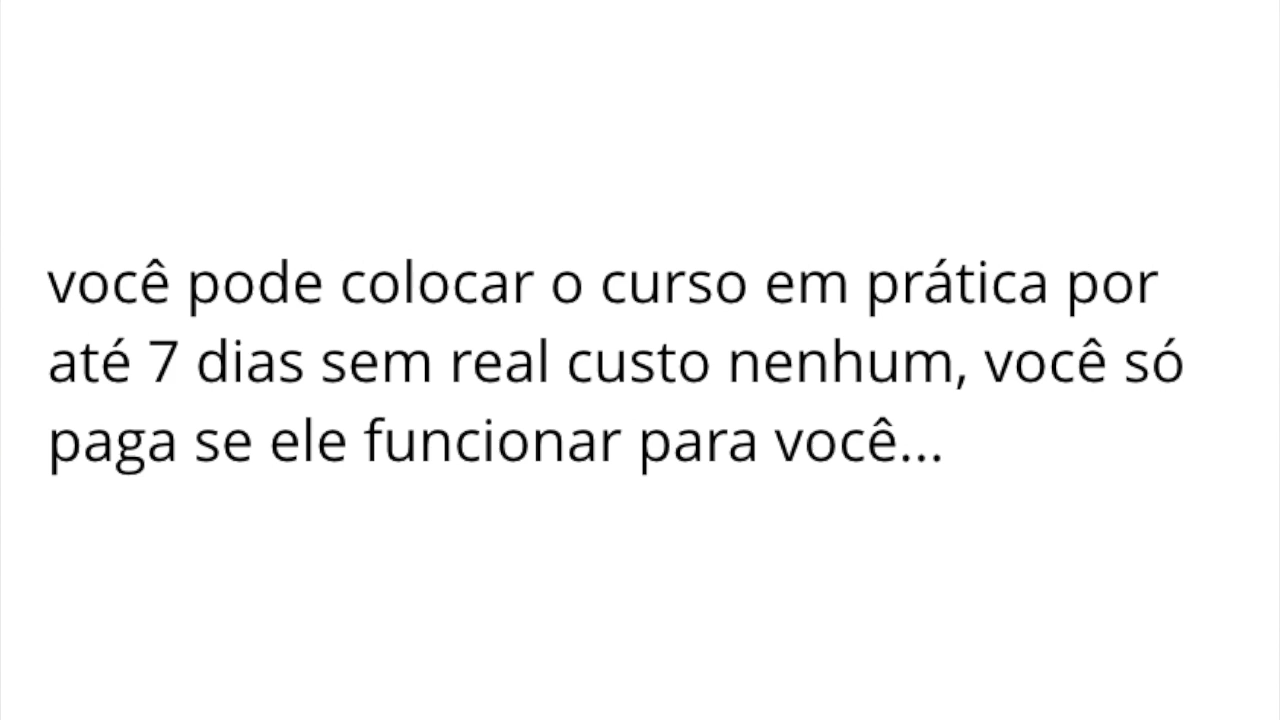 você pode colocar o curso em prática por
até 7 dias sem real custo nenhum, você só
paga se ele funcionar para você...